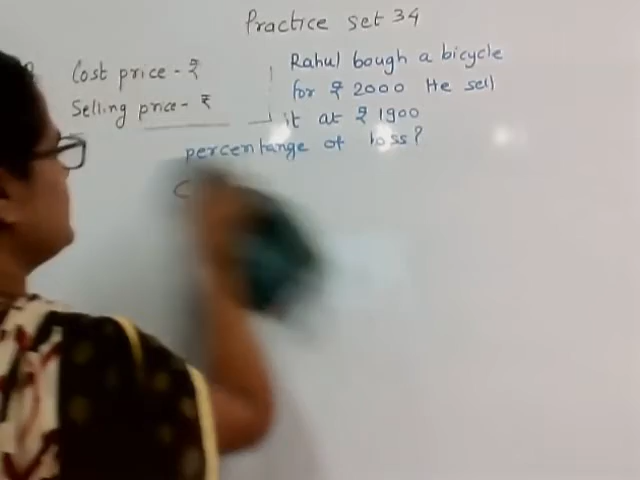 Practice set 34
Cost price - ₹
Selling price - ₹
Rahul bough a bicycle
for ₹ 2000 He sell
it at ₹ 1900
percentange of loss?
C